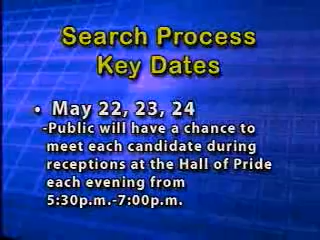 Search Process
Key Dates
• May 22, 23, 24
-Public will have a chance to
meet each candidate during
receptions at the Hall of Pride
each evening from
5:30p.m.-7:00p.m.